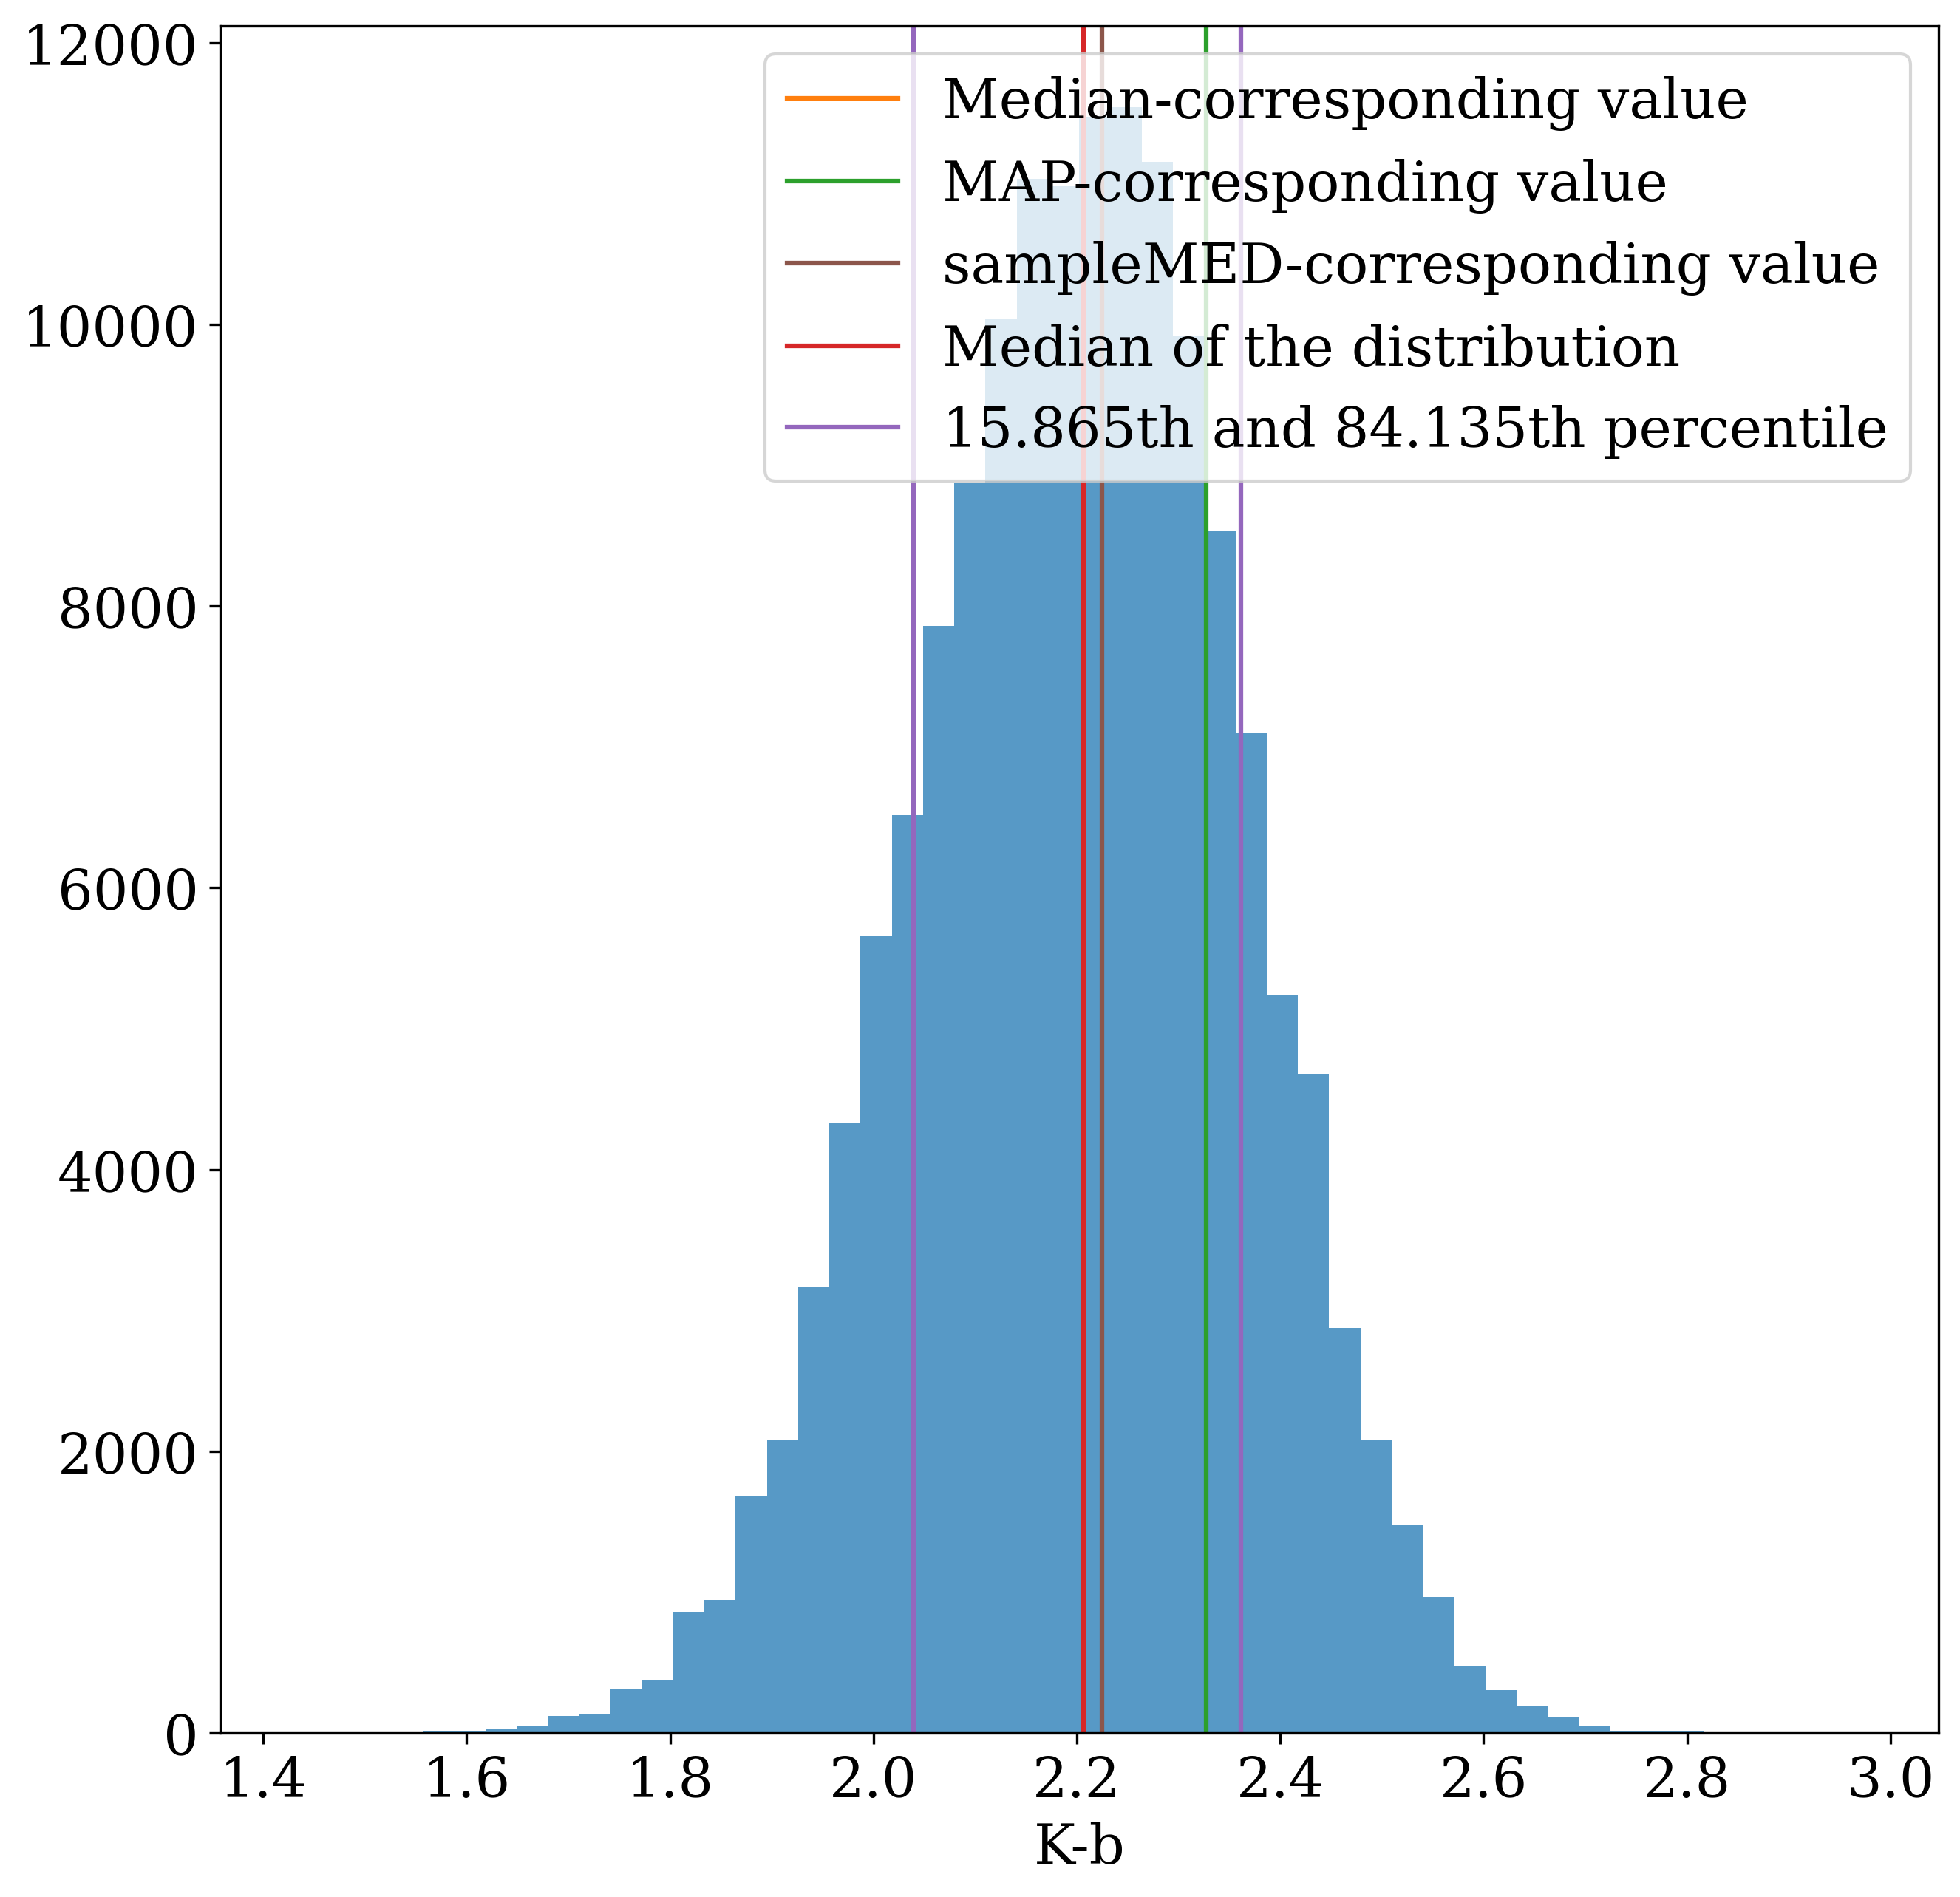 12000
10000
8000
6000
4000
2000
0
Median-corresponding value
MAP-corresponding value
sampleMED-corresponding value
Median of the distribution
15.865th and 84.135th percentile
1.4 1.6 1.8 2.0 2.2 2.4 2.6 2.8 3.0
K-b